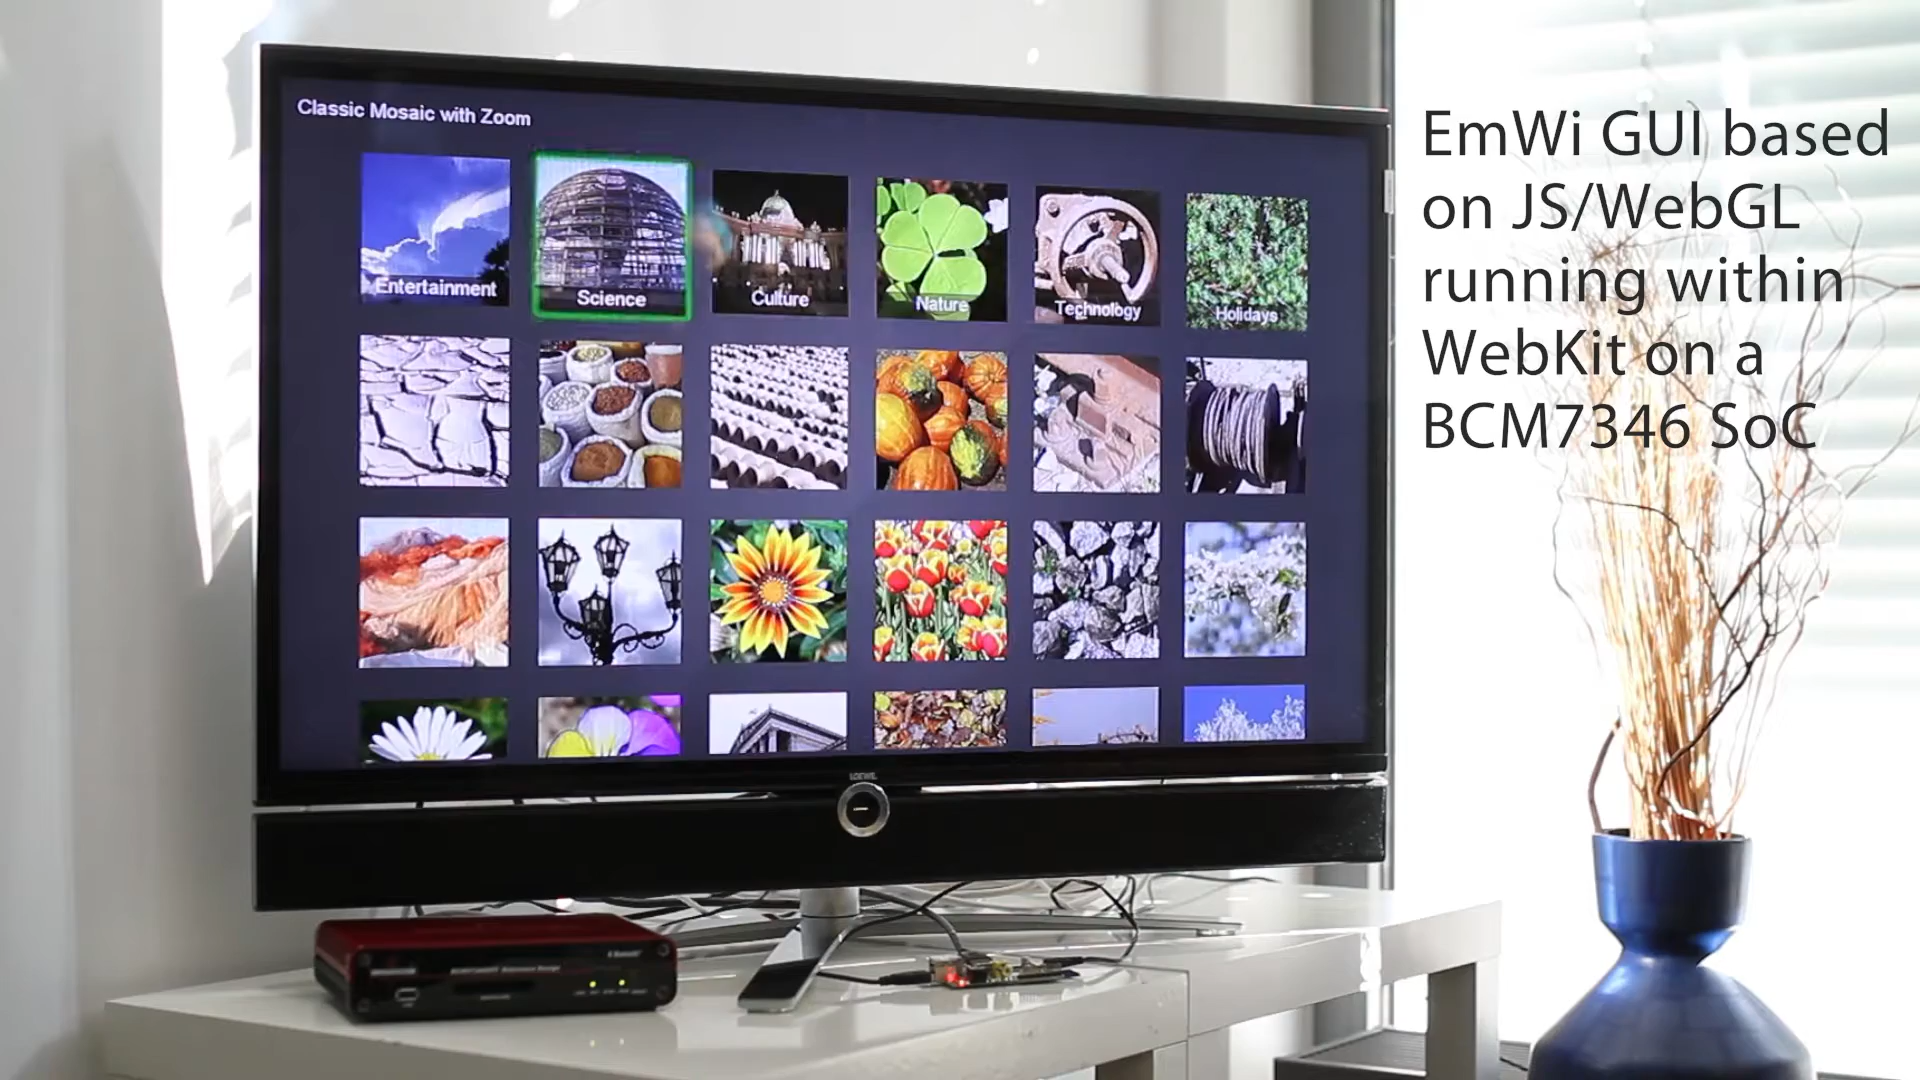 Classic Mosaic with Zoom
Entertainment
Science
Culture
Nature
Technology
Holidays
EmWi GUI based
on JS/WebGL
running within
WebKit on a
BCM7346 SoC
LOEWE.